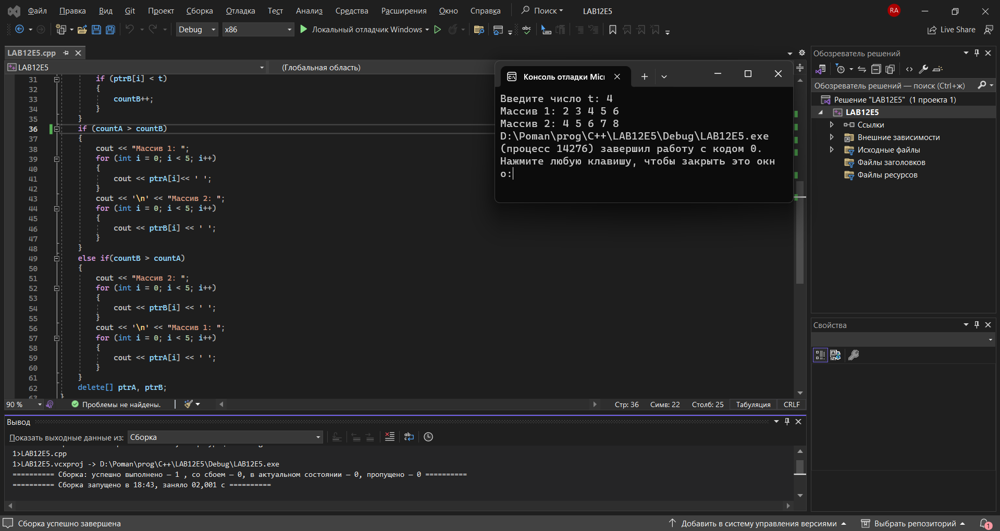 Файл Правка Вид Git Проект Сборка Отладка Тест Анализ Средства Расширения Окно Справка Поиск LAB12E5 RA
Debug x86 Локальный отладчик Windows abc Live Share
LAB12E5.cpp
LAB12E5 (Глобальная область)
31 if (ptrB[i] < t)
32 {
33 countB++;
34 }
35 }
36 if (countA > countB)
37 {
38 cout << "Массив 1: ";
39 for (int i = 0; i < 5; i++)
40 {
41 cout << ptrA[i]<< ' ';
42 }
43 cout << '\n' << "Массив 2: ";
44 for (int i = 0; i < 5; i++)
45 {
46 cout << ptrB[i] << ' ';
47 }
48 }
49 else if(countB > countA)
50 {
51 cout << "Массив 2: ";
52 for (int i = 0; i < 5; i++)
53 {
54 cout << ptrB[i] << ' ';
55 }
56 cout << '\n' << "Массив 1: ";
57 for (int i = 0; i < 5; i++)
58 {
59 cout << ptrA[i] << ' ';
60 }
61 }
62 delete[] ptrA, ptrB;
63 }
Консоль отладки Micr
Введите число t: 4
Массив 1: 2 3 4 5 6
Массив 2: 4 5 6 7 8
D:\Poman\prog\C++\LAB12E5\Debug\LAB12E5.exe
(процесс 14276) завершил работу с кодом 0.
Нажмите любую клавишу, чтобы закрыть это окн
о:
Обозреватель решений
Обозреватель решений — поиск (Ctrl+ж)
Решение "LAB12E5" (1 проекта 1)
LAB12E5
Ссылки
Внешние зависимости
Исходные файлы
Файлы заголовков
Файлы ресурсов
Свойства
90 % Проблемы не найдены. Стр: 36 Симв: 22 Столб: 25 Табуляция CRLF
Вывод
Показать выходные данные из: Сборка
1>LAB12E5.cpp
1>LAB12E5.vcxproj -> D:\Poman\prog\C++\LAB12E5\Debug\LAB12E5.exe
========== Сборка: успешно выполнено — 1 , со сбоем — 0, в актуальном состоянии — 0, пропущено — 0 ==========
========== Сборка запущено в 18:43, заняло 02,001 с ==========
Сборка успешно завершена Добавить в систему управления версиями Выбрать репозиторий 1